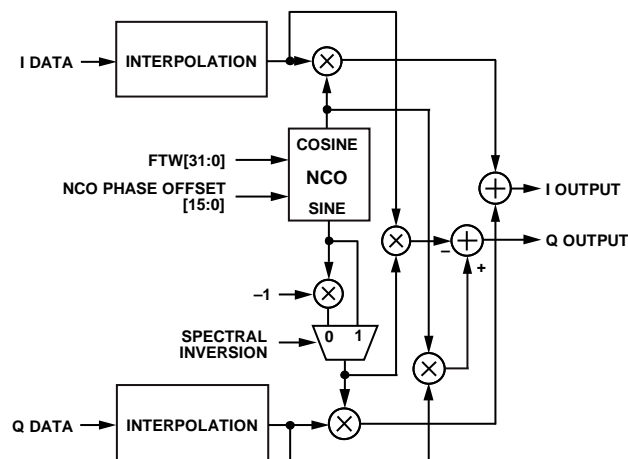 I DATA
INTERPOLATION
COSINE
FTW[31:0]
NCO
NCO PHASE OFFSET
[15:0]
SINE
I OUTPUT
Q OUTPUT
–
+
–1
0 1
SPECTRAL
INVERSION
Q DATA
INTERPOLATION